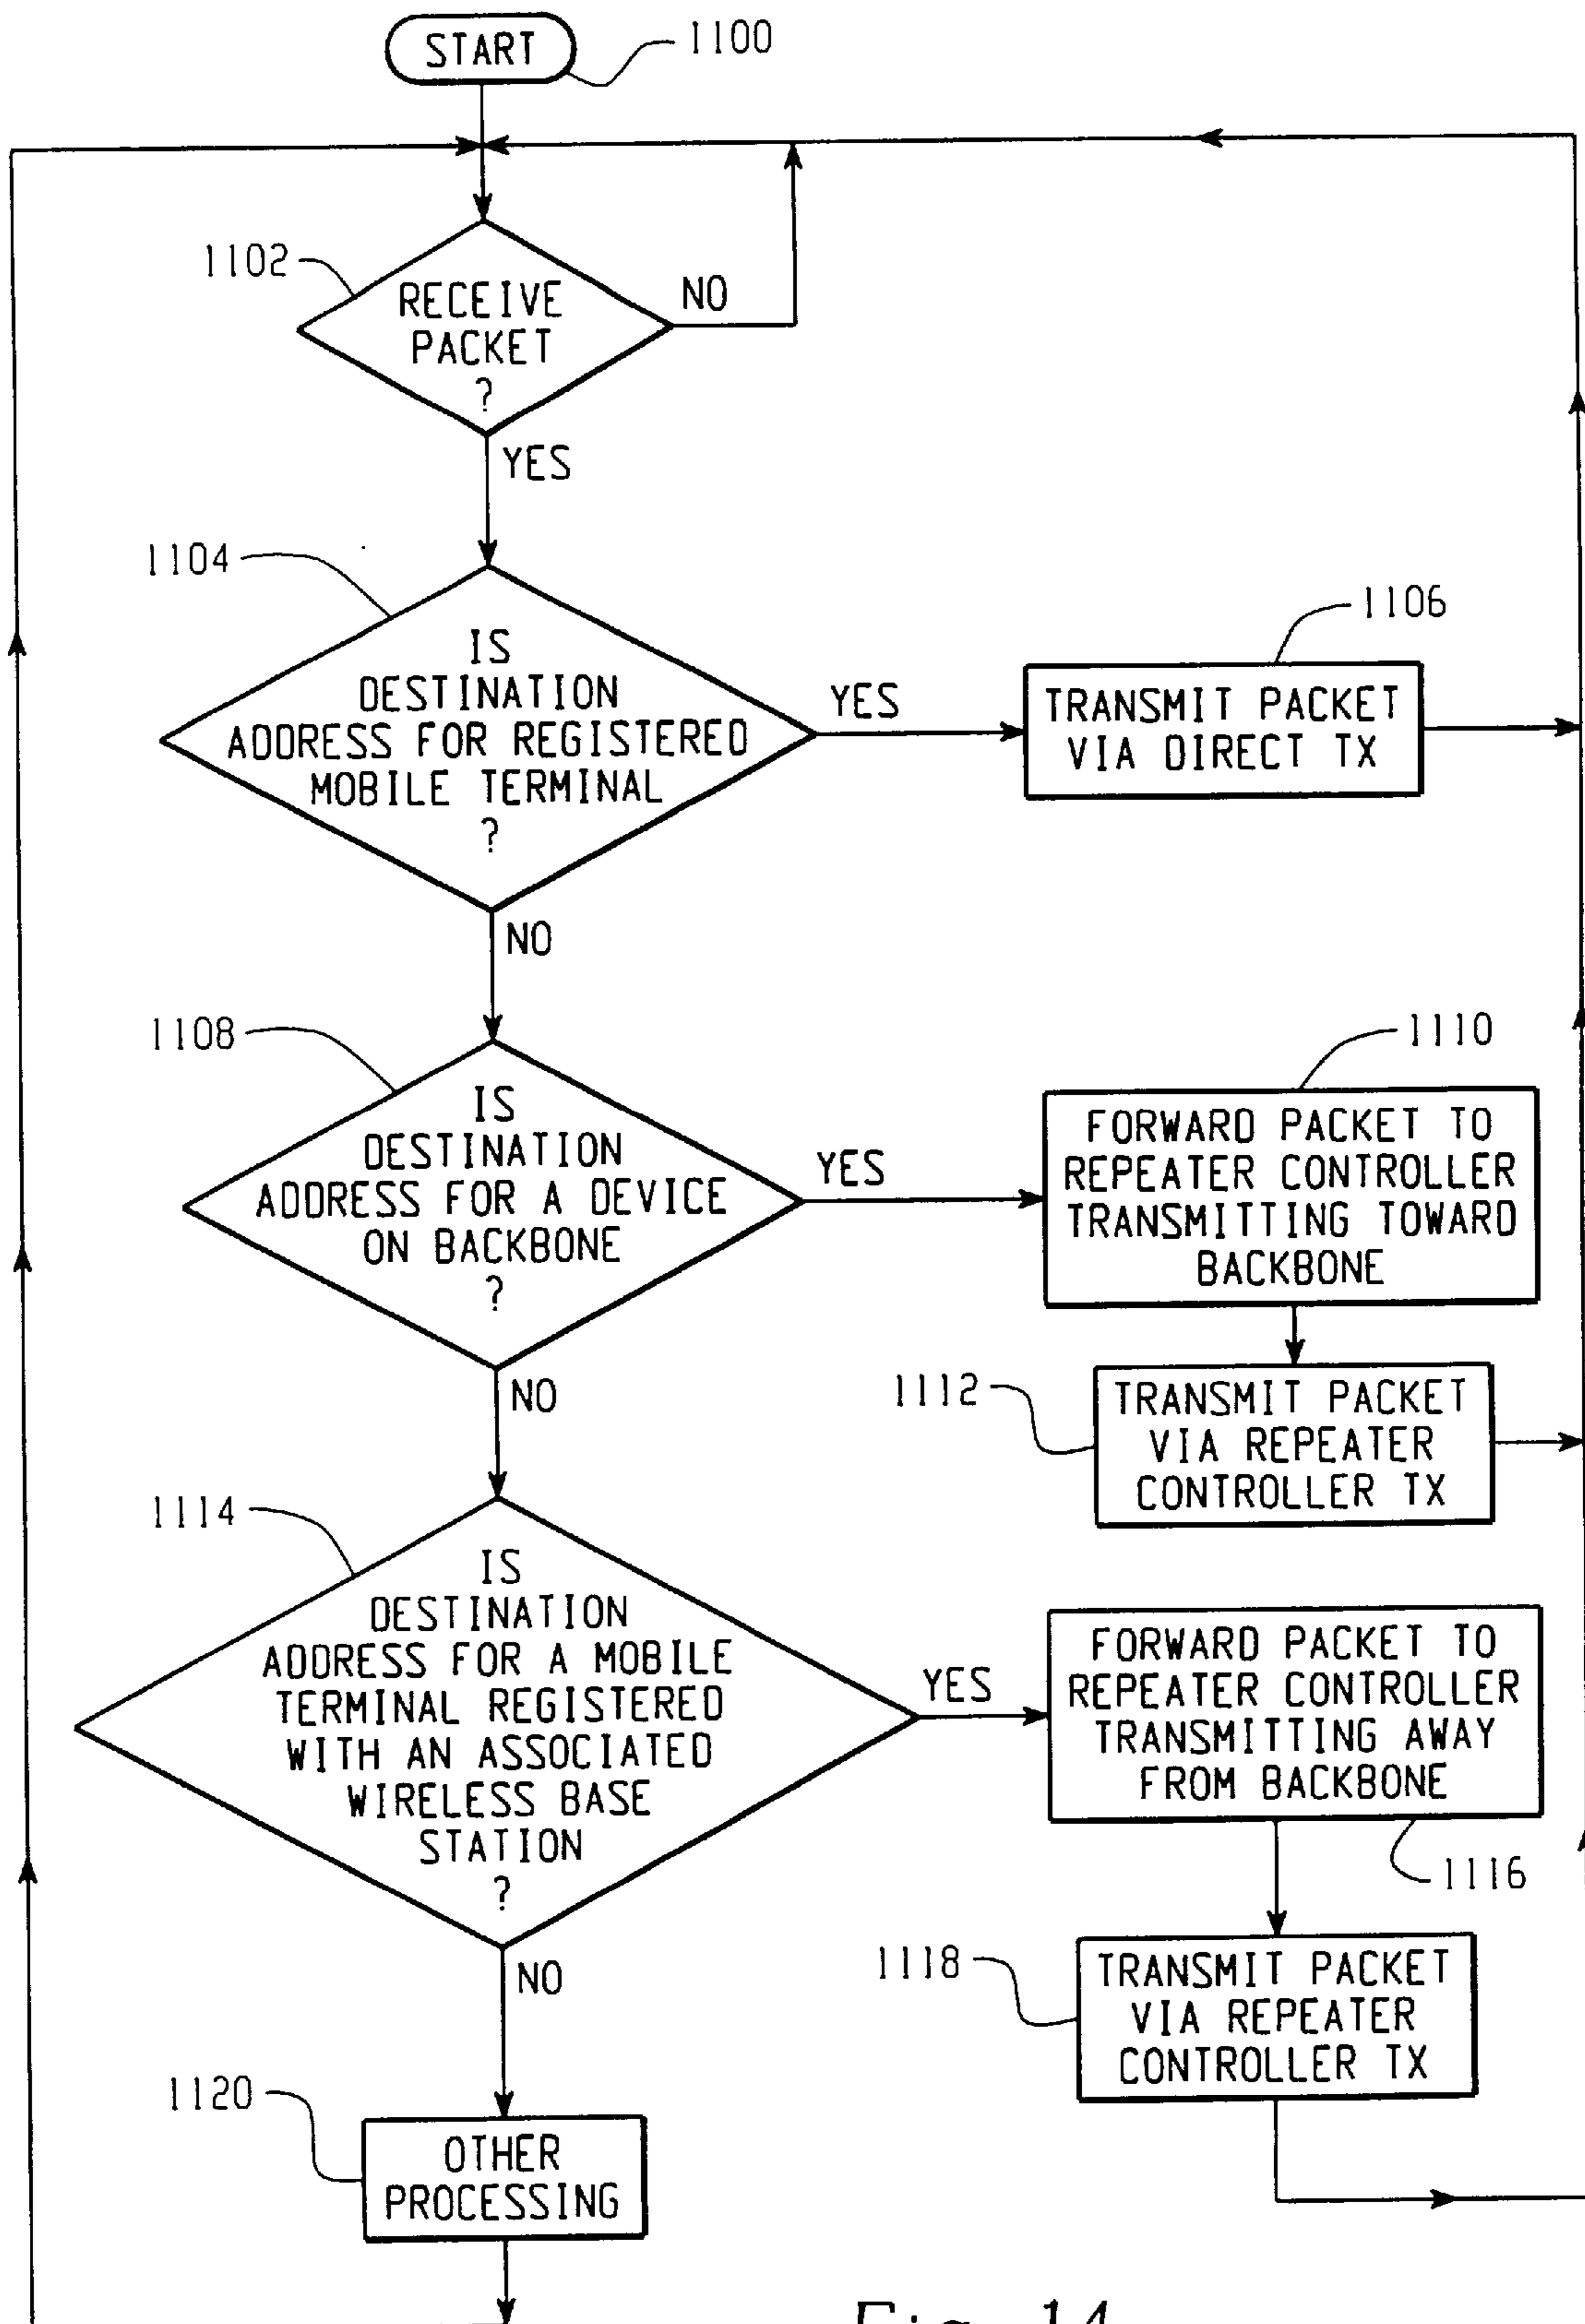 START
1100
1102
RECEIVE
PACKET
?
NO
YES
1104
IS
DESTINATION
ADDRESS FOR REGISTERED
MOBILE TERMINAL
?
YES
1106
TRANSMIT PACKET
VIA DIRECT TX
NO
1108
IS
DESTINATION
ADDRESS FOR A DEVICE
ON BACKBONE
?
YES
1110
FORWARD PACKET TO
REPEATER CONTROLLER
TRANSMITTING TOWARD
BACKBONE
1112
TRANSMIT PACKET
VIA REPEATER
CONTROLLER TX
NO
1114
IS
DESTINATION
ADDRESS FOR A MOBILE
TERMINAL REGISTERED
WITH AN ASSOCIATED
WIRELESS BASE
STATION
?
YES
FORWARD PACKET TO
REPEATER CONTROLLER
TRANSMITTING AWAY
FROM BACKBONE
1116
1118
TRANSMIT PACKET
VIA REPEATER
CONTROLLER TX
NO
1120
OTHER
PROCESSING
Fig. 14